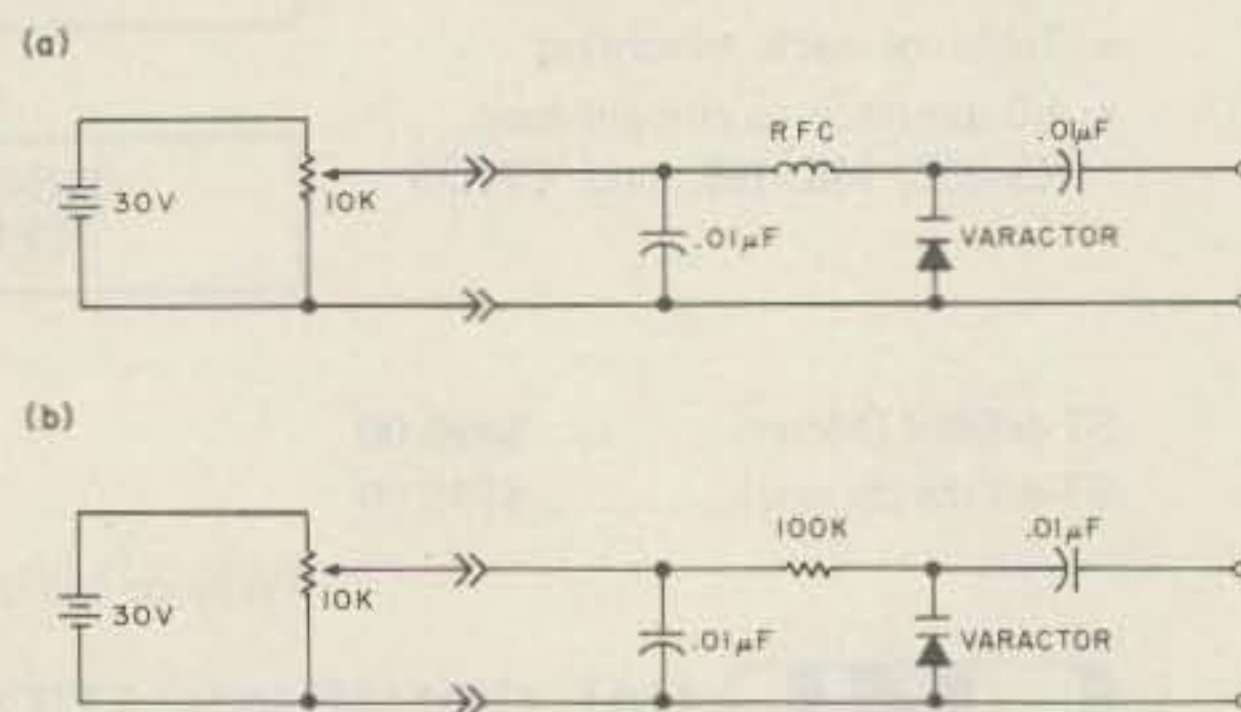 (a)
RFC
.01µF
30V
10K
.01µF
VARACTOR
(b)
100K
.01µF
10K
30V
.01µF
VARACTOR